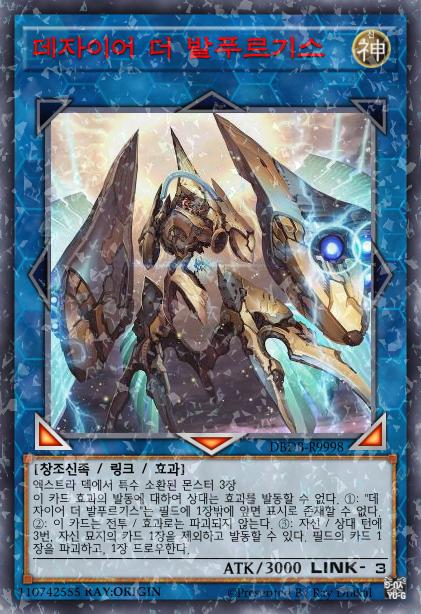 데자이어 더 발푸르기스
神
DBDB-R9998
[창조신족 / 링크 / 효과]
엑스트라 덱에서 특수 소환된 몬스터 3장
이 카드 효과의 발동에 대하여 상대는 효과를 발동할 수 없다. ①: "데
자이어 더 발푸르기스"는 필드에 1장밖에 앞면 표시로 존재할 수 없다.
②: 이 카드는 전투 / 효과로는 파괴되지 않는다. ③: 자신 / 상대 턴에
3번, 자신 묘지의 카드 1장을 제외하고 발동할 수 있다. 필드의 카드 1
장을 파괴하고, 1장 드로우한다.
ATK/3000 LINK- 3
110742555 RAY:ORIGIN
©Presented By Ray Drakal